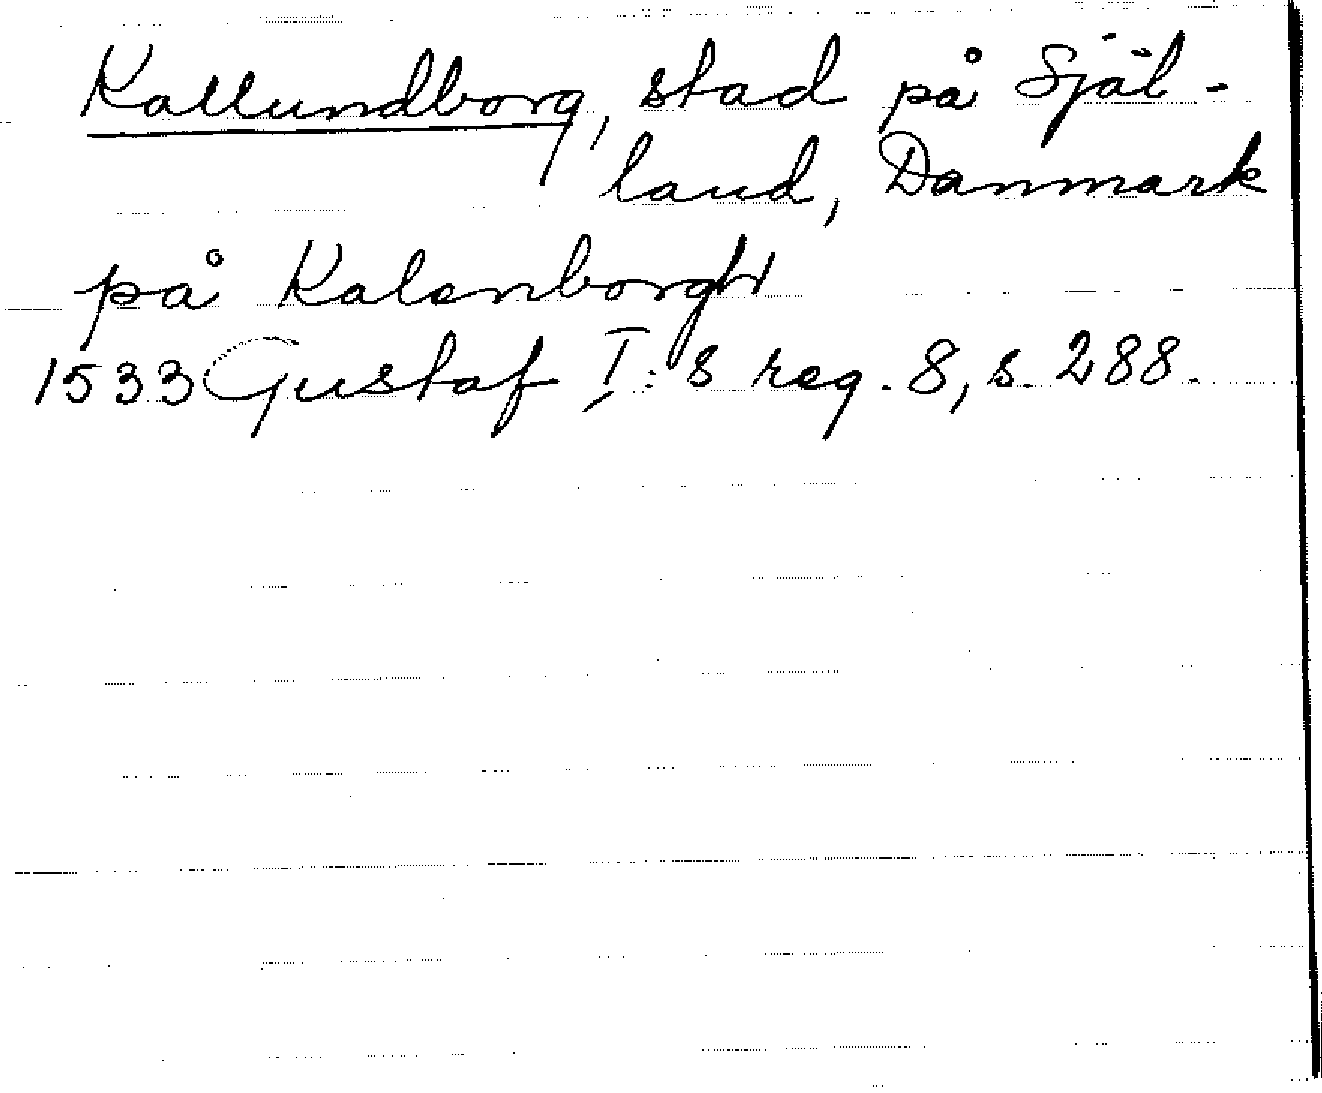 Kallundborg, stad på Själ-
land, Danmark
på Kalenborgh
1533 Gustaf I:s reg. 8, s. 288.